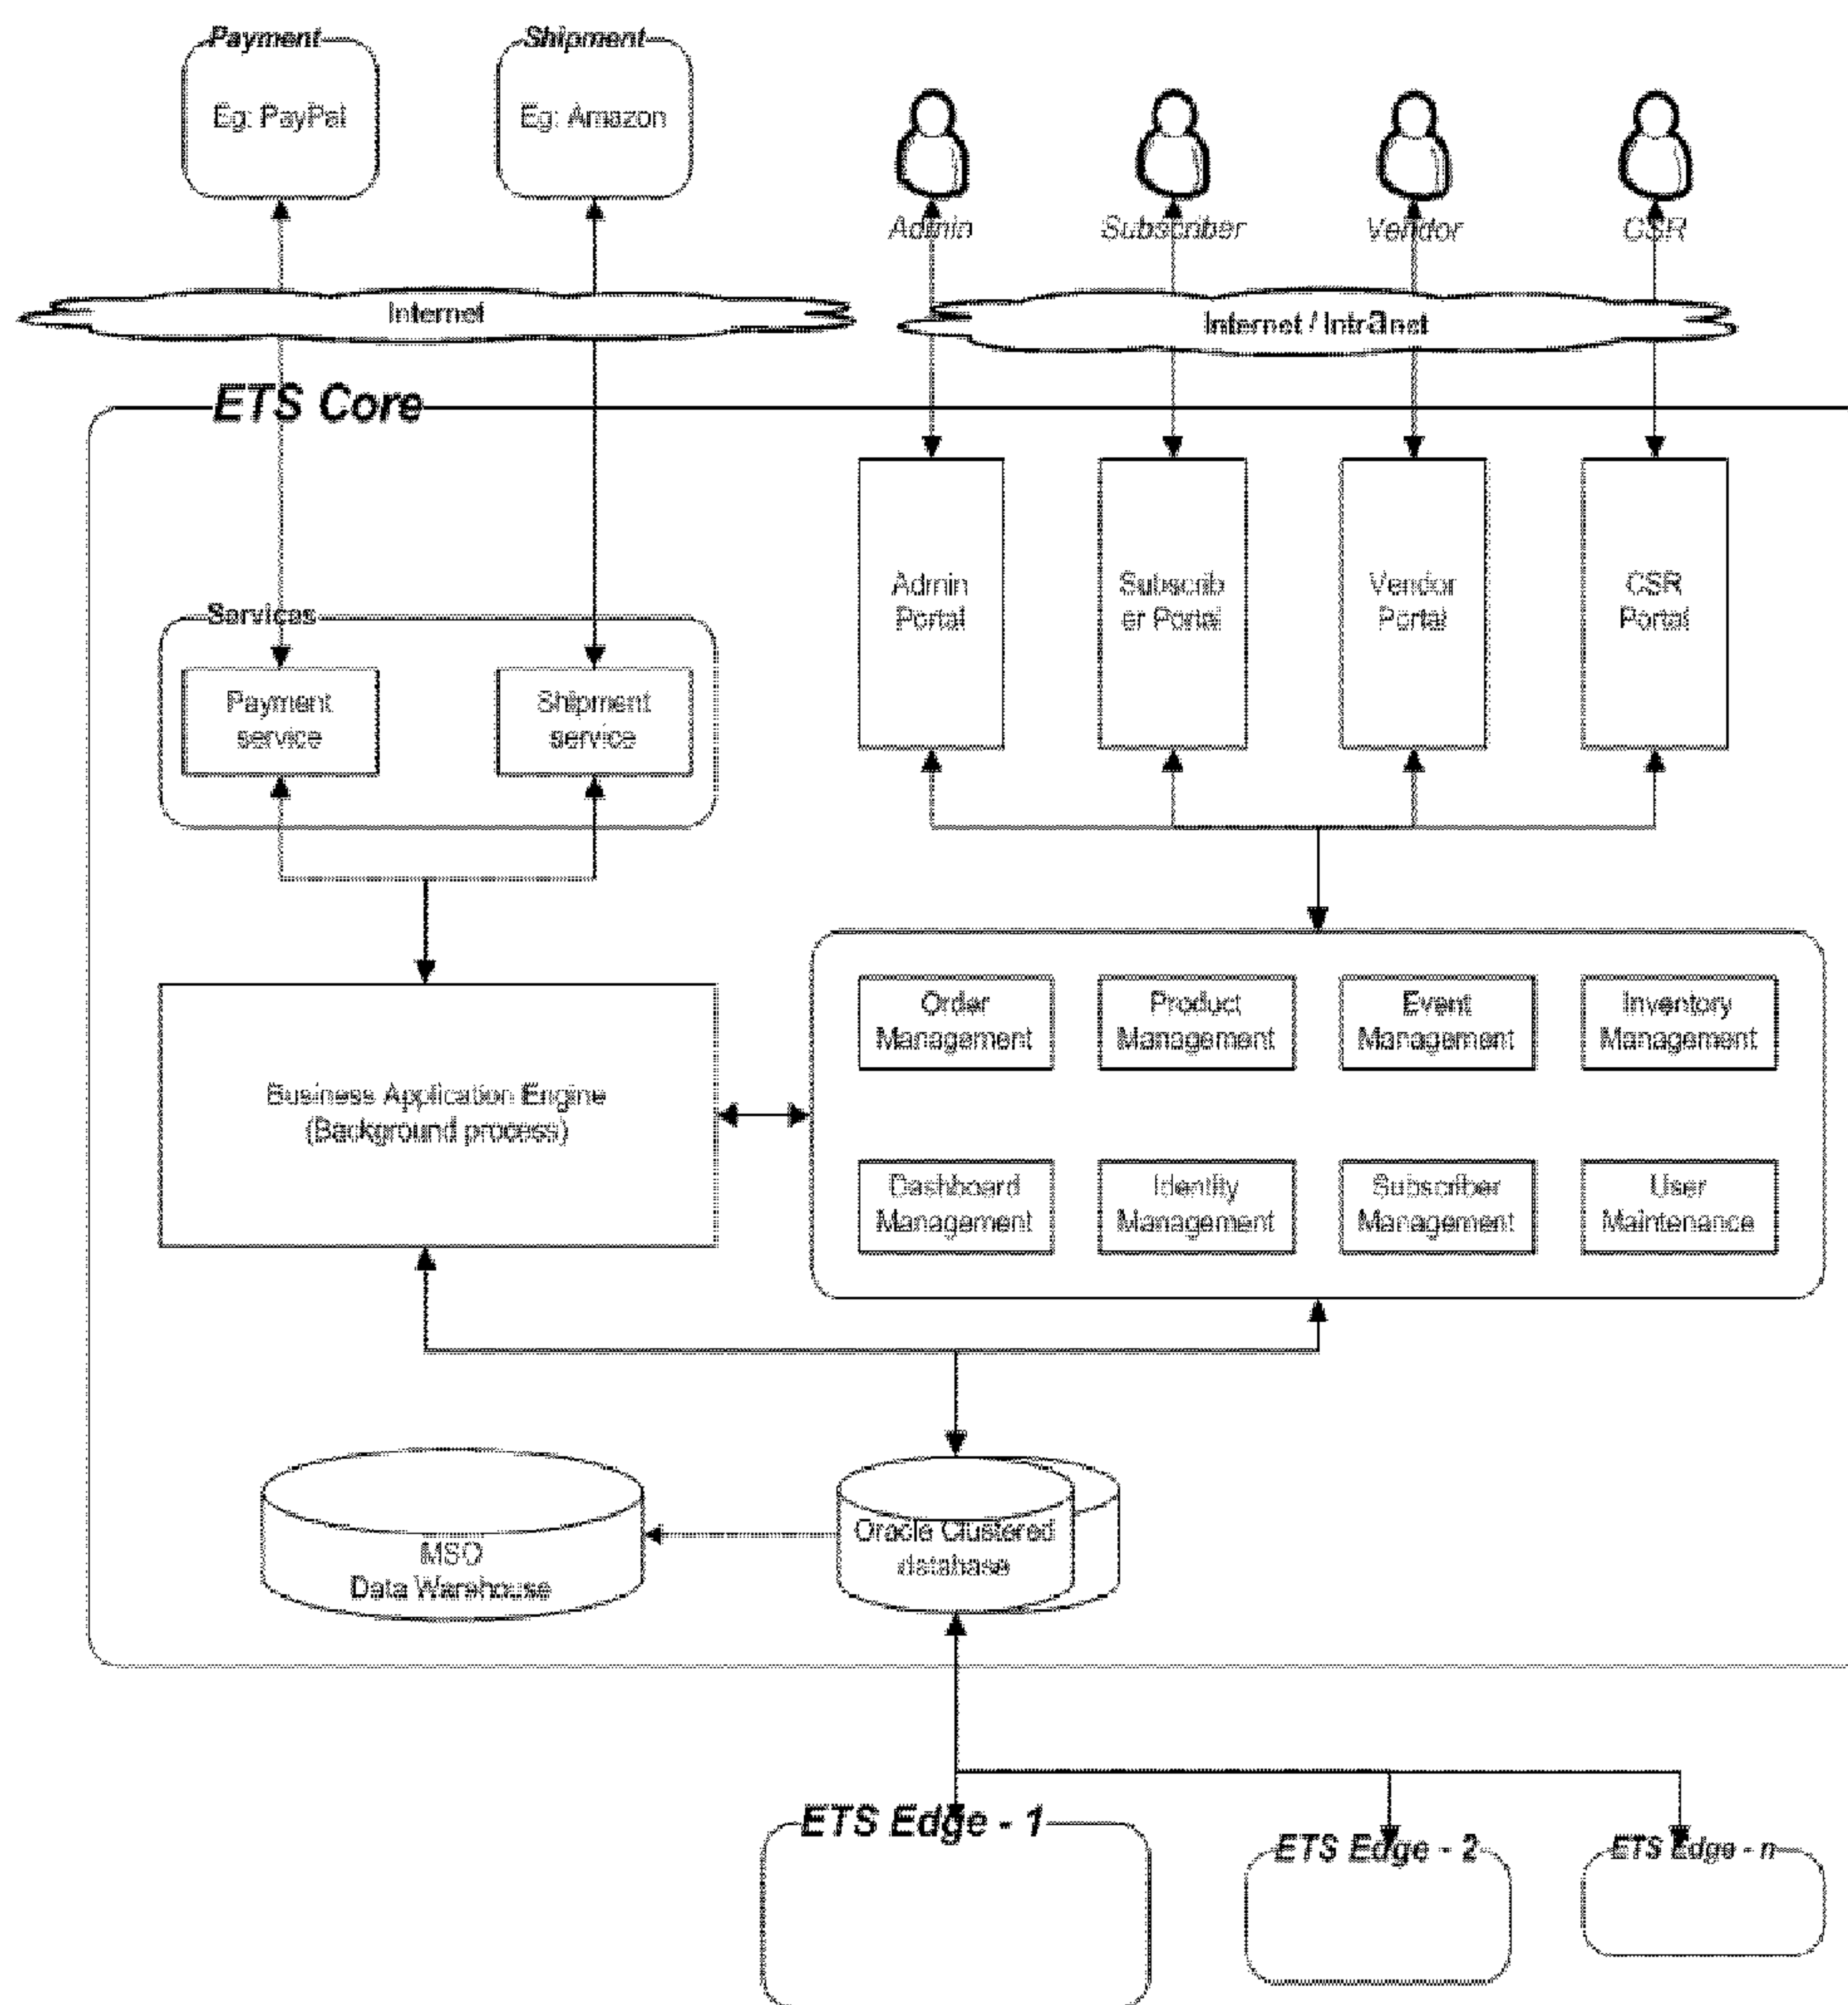 Payment
Shipment
Eg: PayPal
Eg: Amazon
Admin
Subscriber
Vendor
CSR
Internet
Internet / Intranet
ETS Core
Admin
Portal
Subscrib
er Portal
Vendor
Portal
CSR
Portal
Services
Payment
service
Shipment
service
Order
Management
Product
Management
Event
Management
Inventory
Management
Business Application Engine
(Background process)
Dashboard
Management
Identity
Management
Subscriber
Management
User
Maintenance
MSO
Data Warehouse
Oracle Clustered
database
ETS Edge - 1
ETS Edge - 2
ETS Edge - n